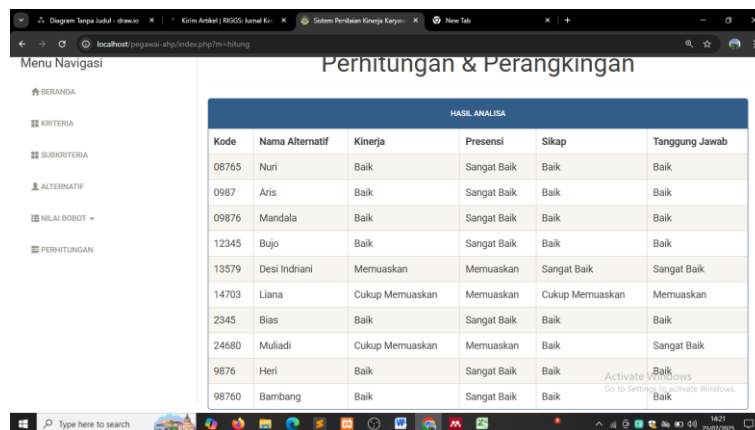 Diagram Tanpa Judul - draw.io
Kirim Artikel | RIGGS: Jurnal Ke
Sistem Penilaian Kinerja Karyaw
New Tab
localhost/pegawai-ahp/index.php?m=hitung
Menu Navigasi
BERANDA
KRITERIA
SUBKRITERIA
ALTERNATIF
NILAI BOBOT
PERHITUNGAN
Perhitungan & Perangkingan
HASIL ANALISA
Kode Nama Alternatif Kinerja Presensi Sikap Tanggung Jawab
08765 Nuri Baik Sangat Baik Baik Baik
0987 Aris Baik Sangat Baik Baik Baik
09876 Mandala Baik Sangat Baik Baik Baik
12345 Bujo Baik Sangat Baik Baik Baik
13579 Desi Indriani Memuaskan Memuaskan Sangat Baik Sangat Baik
14703 Liana Cukup Memuaskan Memuaskan Cukup Memuaskan Memuaskan
2345 Bias Baik Sangat Baik Baik Baik
24680 Muliadi Cukup Memuaskan Memuaskan Baik Sangat Baik
9876 Heri Baik Sangat Baik Baik Baik
98760 Bambang Baik Sangat Baik Baik Baik
Activate Windows
Go to Settings to activate Windows.
Type here to search
14:21
23/07/2025